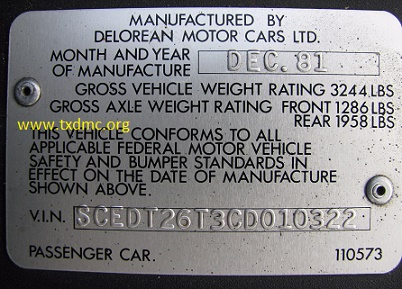 MANUFACTURED BY
DELOREAN MOTOR CARS LTD.
MONTH AND YEAR
OF MANUFACTURE DEC. 81
GROSS VEHICLE WEIGHT RATING 3244 LBS
GROSS AXLE WEIGHT RATING FRONT 1286 LBS
REAR 1958 LBS
www.txdmc.org
THIS VEHICLE CONFORMS TO ALL
APPLICABLE FEDERAL MOTOR VEHICLE
SAFETY AND BUMPER STANDARDS IN
EFFECT ON THE DATE OF MANUFACTURE
SHOWN ABOVE.
V.I.N. SCEDT26T3CD010322
PASSENGER CAR. 110573